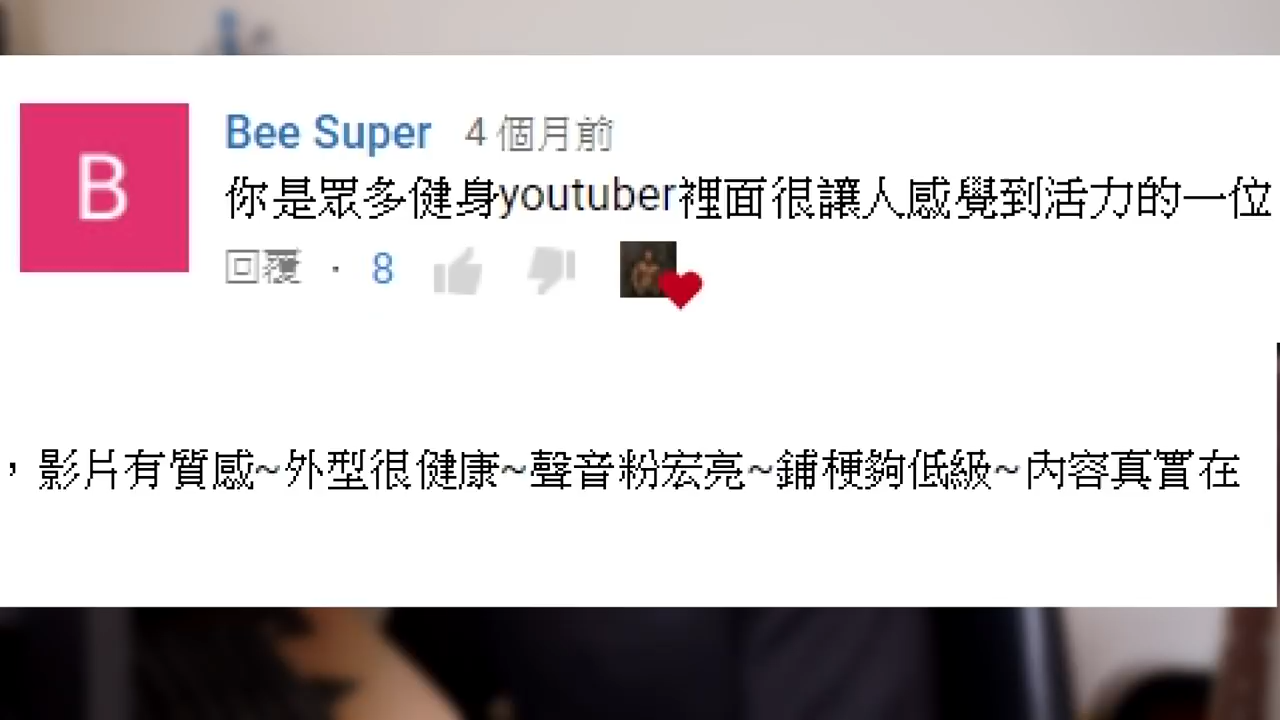 B
Bee Super 4 個月前
你是眾多健身youtuber裡面很讓人感覺到活力的一位
回覆 · 8
，影片有質感~外型很健康~聲音粉宏亮~鋪梗夠低級~內容真實在